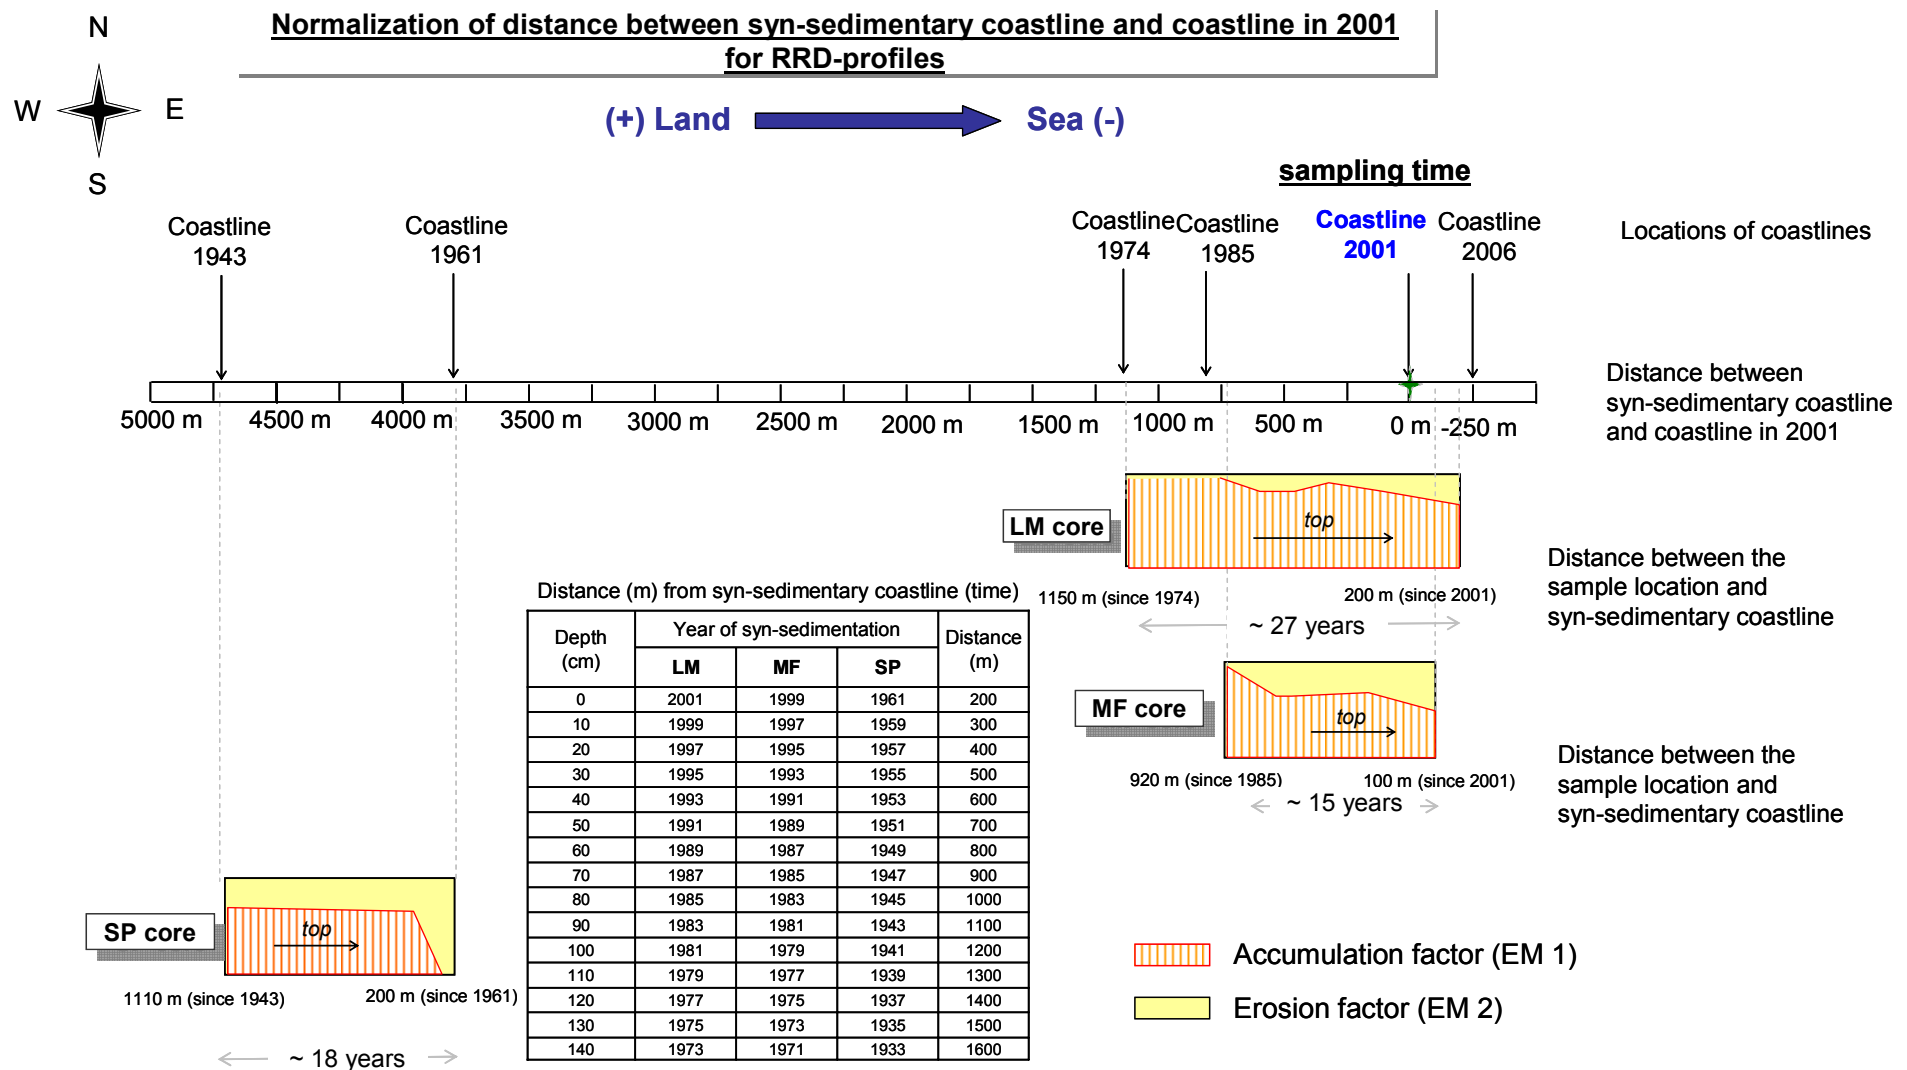 Normalization of distance between syn-sedimentary coastline and coastline in 2001
for RRD-profiles
N
W
E
S
(+) Land
Sea (-)
sampling time
Coastline
1943
Coastline
1961
Coastline
1974
Coastline
1985
Coastline
2001
Coastline
2006
Locations of coastlines
5000 m
4500 m
4000 m
3500 m
3000 m
2500 m
2000 m
1500 m
1000 m
500 m
0 m
-250 m
Distance between
syn-sedimentary coastline
and coastline in 2001
LM core
top
1150 m (since 1974)
200 m (since 2001)
~ 27 years
Distance between the
sample location and
syn-sedimentary coastline
MF core
top
920 m (since 1985)
100 m (since 2001)
~ 15 years
Distance between the
sample location and
syn-sedimentary coastline
SP core
top
1110 m (since 1943)
200 m (since 1961)
~ 18 years
Distance (m) from syn-sedimentary coastline (time)
Depth
(cm)
Year of syn-sedimentation
Distance
(m)
LM MF SP
0 2001 1999 1961 200
10 1999 1997 1959 300
20 1997 1995 1957 400
30 1995 1993 1955 500
40 1993 1991 1953 600
50 1991 1989 1951 700
60 1989 1987 1949 800
70 1987 1985 1947 900
80 1985 1983 1945 1000
90 1983 1981 1943 1100
100 1981 1979 1941 1200
110 1979 1977 1939 1300
120 1977 1975 1937 1400
130 1975 1973 1935 1500
140 1973 1971 1933 1600
Accumulation factor (EM 1)
Erosion factor (EM 2)